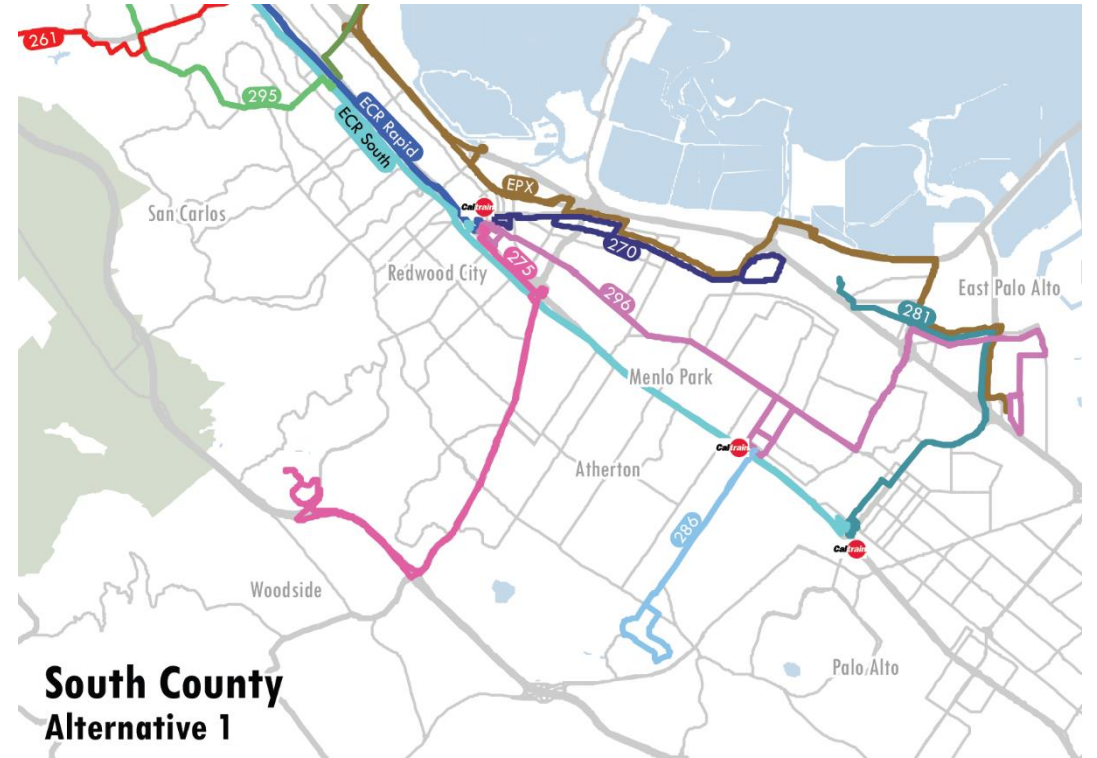 261
295
ECR Rapid
ECR South
EPX
San Carlos
Caltrain
270
Redwood City
275
296
East Palo Alto
281
Menlo Park
Caltrain
Atherton
286
Caltrain
Woodside
Palo Alto
South County
Alternative 1